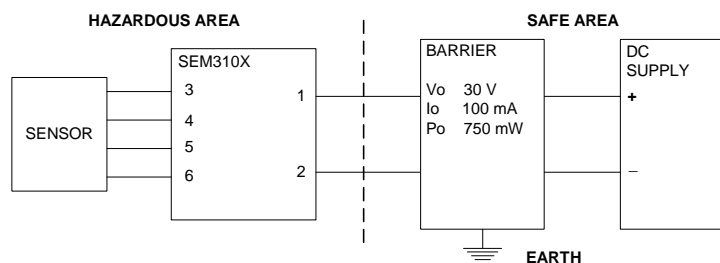 HAZARDOUS AREA
SAFE AREA
SEM310X
BARRIER
DC
SUPPLY
3
1
Vo 30 V
+
Io 100 mA
4
Po 750 mW
SENSOR
5
6
2
–
EARTH